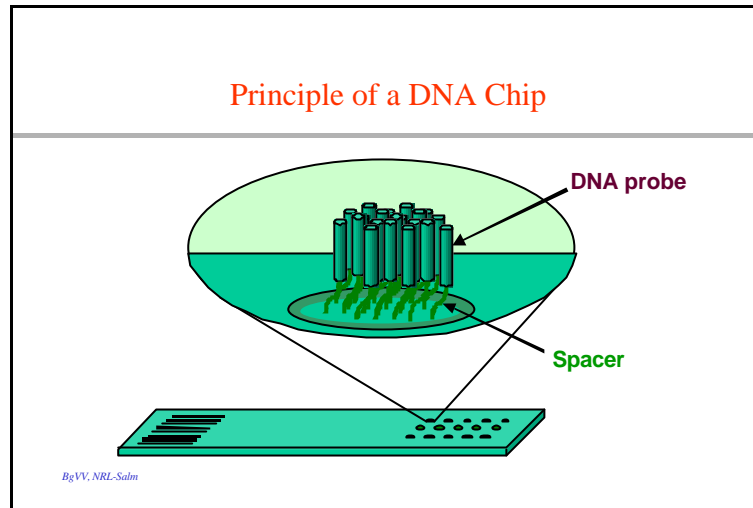 Principle of a DNA Chip
DNA probe
Spacer
BgVV, NRL-Salm